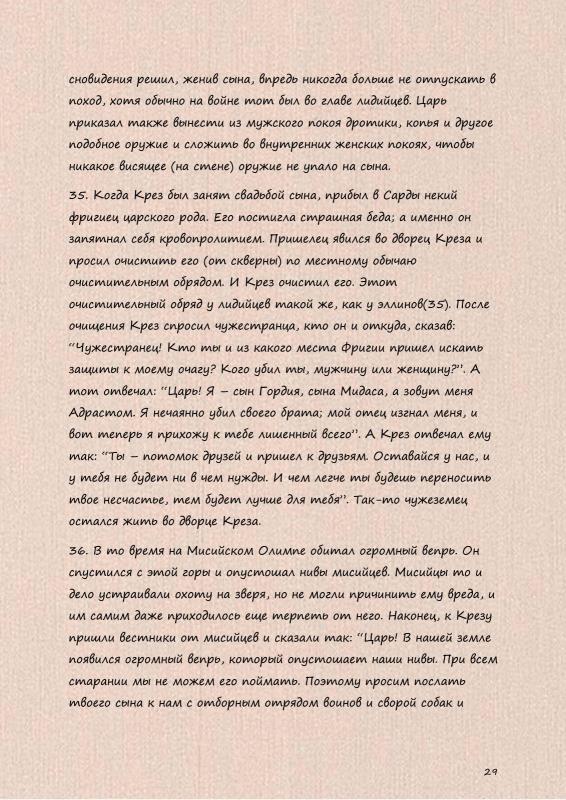 сновидения решил, женив сына, впредь никогда больше не отпускать в
поход, хотя обычно на войне тот был во главе лидийцев. Царь
приказал также вынести из мужского покоя дротики, копья и другое
подобное оружие и сложить во внутренних женских покоях, чтобы
никакое висящее (на стене) оружие не упало на сына.
35. Когда Крез был занят свадьбой сына, прибыл в Сарды некий
фригиец царского рода. Его постигла страшная беда; а именно он
запятнал себя кровопролитием. Пришелец явился во дворец Креза и
просил очистить его (от скверны) по местному обычаю
очистительным обрядом. И Крез очистил его. Этот
очистительный обряд у лидийцев такой же, как у эллинов(35). После
очищения Крез спросил чужестранца, кто он и откуда, сказав:
“Чужестранец! Кто ты и из какого места Фригии пришел искать
защиты к моему очагу? Кого убил ты, мужчину или женщину?”. А
тот отвечал: “Царь! Я – сын Гордия, сына Мидаса, а зовут меня
Адрастом. Я нечаянно убил своего брата; мой отец изгнал меня, и
вот теперь я прихожу к тебе лишенный всего”. А Крез отвечал ему
так: “Ты – потомок друзей и пришел к друзьям. Оставайся у нас, и
у тебя не будет ни в чем нужды. И чем легче ты будешь переносить
твое несчастье, тем будет лучше для тебя”. Так-то чужеземец
остался жить во дворце Креза.
36. В то время на Мисийском Олимпе обитал огромный вепрь. Он
спустился с этой горы и опустошал нивы мисийцев. Мисийцы то и
дело устраивали охоту на зверя, но не могли причинить ему вреда, и
им самим даже приходилось еще терпеть от него. Наконец, к Крезу
пришли вестники от мисийцев и сказали так: “Царь! В нашей земле
появился огромный вепрь, который опустошает наши нивы. При всем
старании мы не можем его поймать. Поэтому просим послать
твоего сына к нам с отборным отрядом воинов и сворой собак и
29